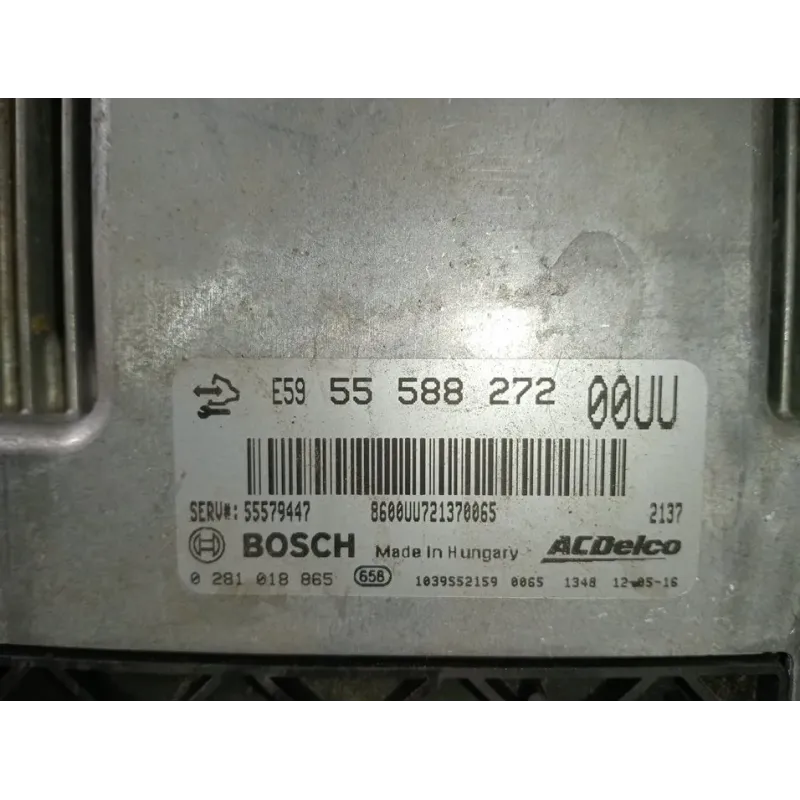 E59 55 588 272 00UU
SERV#: 55579447 8600UU721370065 2137
BOSCH Made in Hungary ACDelco
0 281 018 865 658 1039S52159 0065 1348 12-05-16